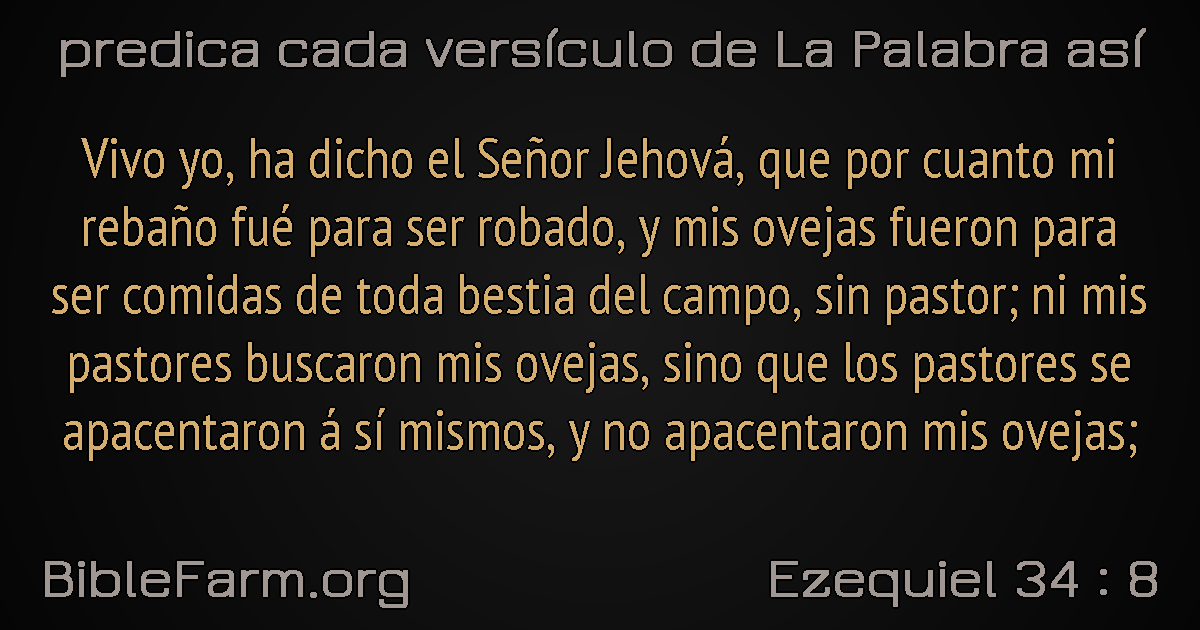 predica cada versículo de La Palabra así
Vivo yo, ha dicho el Señor Jehová, que por cuanto mi
rebaño fué para ser robado, y mis ovejas fueron para
ser comidas de toda bestia del campo, sin pastor; ni mis
pastores buscaron mis ovejas, sino que los pastores se
apacentaron á sí mismos, y no apacentaron mis ovejas;
BibleFarm.org
Ezequiel 34 : 8